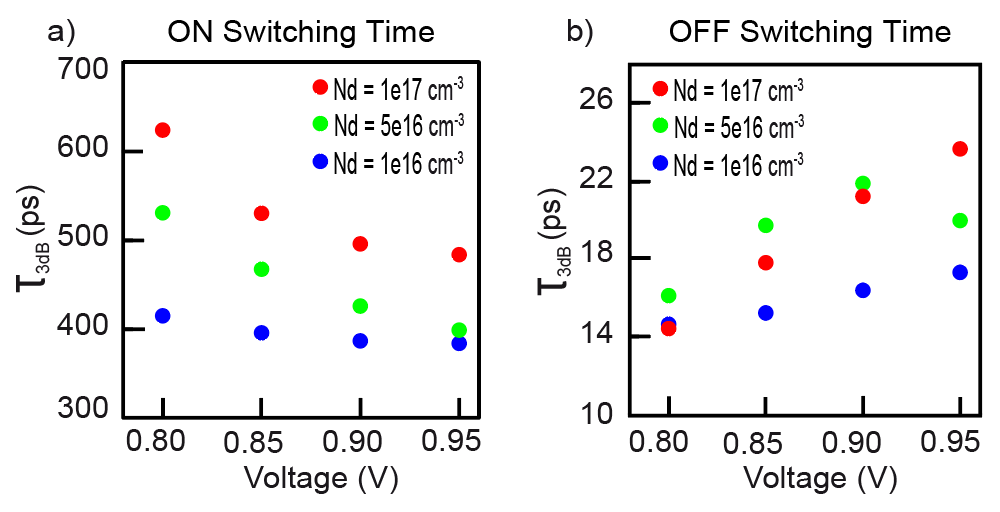 a) ON Switching Time
700
600
500
400
300
τ3dB (ps)
Nd = 1e17 cm-3
Nd = 5e16 cm-3
Nd = 1e16 cm-3
0.80 0.85 0.90 0.95
Voltage (V)
b) OFF Switching Time
26
22
18
14
10
τ3dB (ps)
Nd = 1e17 cm-3
Nd = 5e16 cm-3
Nd = 1e16 cm-3
0.80 0.85 0.90 0.95
Voltage (V)